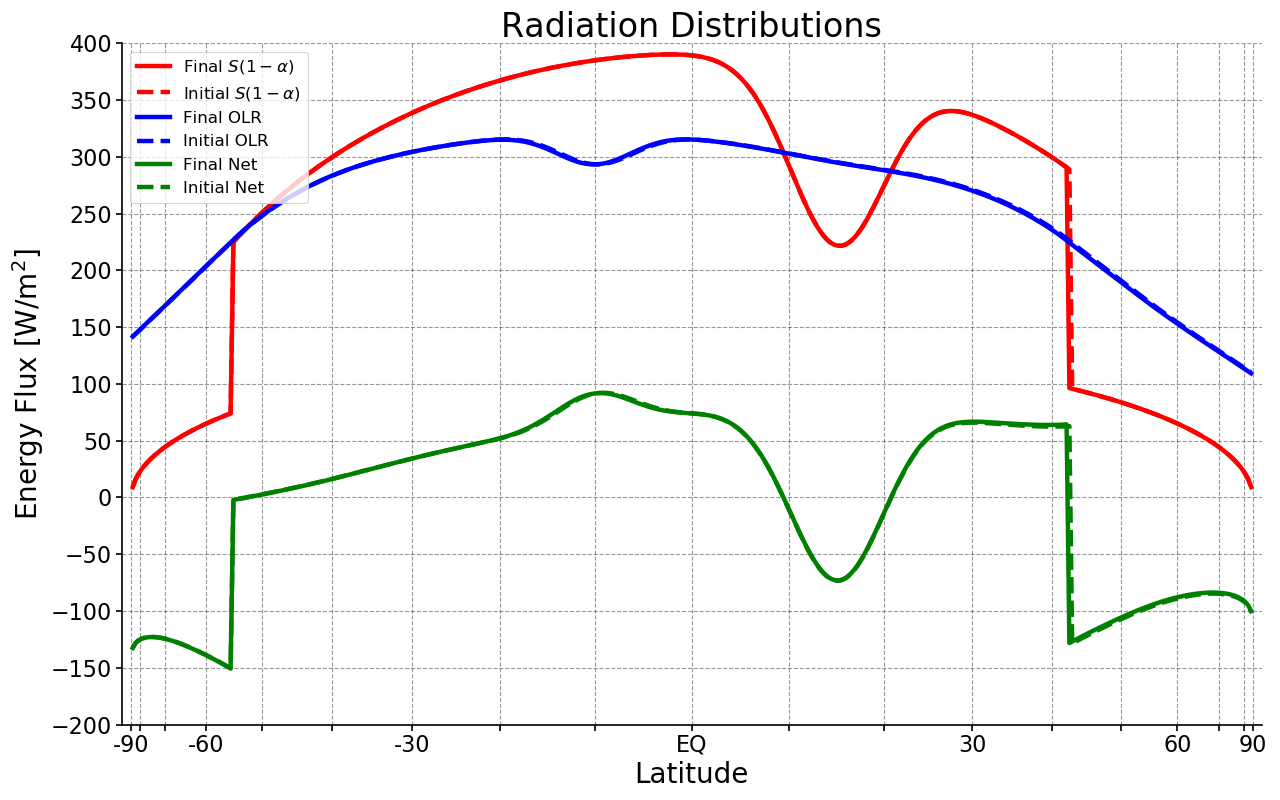 Radiation Distributions
Final S(1 − α)
Initial S(1 − α)
Final OLR
Initial OLR
Final Net
Initial Net
Energy Flux [W/m²]
400
350
300
250
200
150
100
50
0
−50
−100
−150
−200
-90 -60 -30 EQ 30 60 90
Latitude